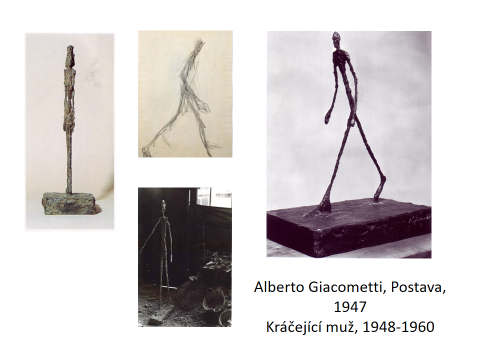 Alberto Giacometti, Postava,
1947
Kráčející muž, 1948-1960